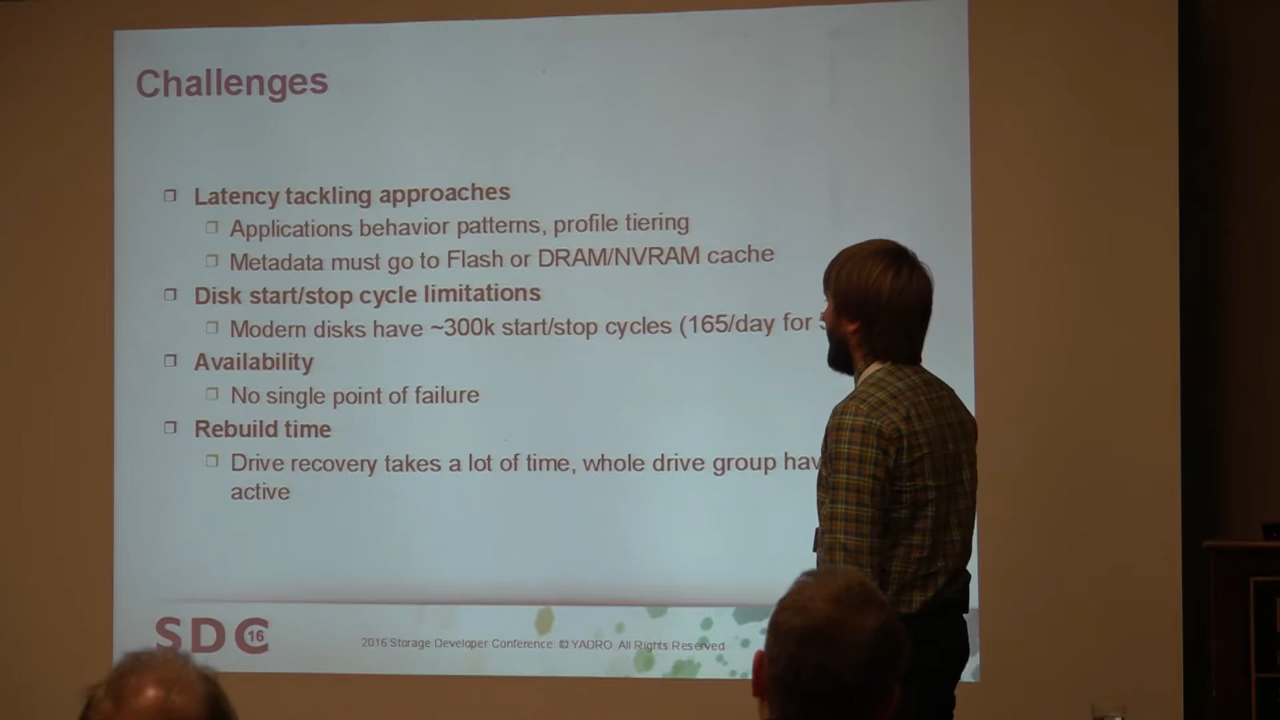 Challenges
Latency tackling approaches
Applications behavior patterns, profile tiering
Metadata must go to Flash or DRAM/NVRAM cache
Disk start/stop cycle limitations
Modern disks have ~300k start/stop cycles (165/day for
Availability
No single point of failure
Rebuild time
Drive recovery takes a lot of time, whole drive group
active
SDC 16
2016 Storage Developer Conference. © YADRO. All Rights Reserved.